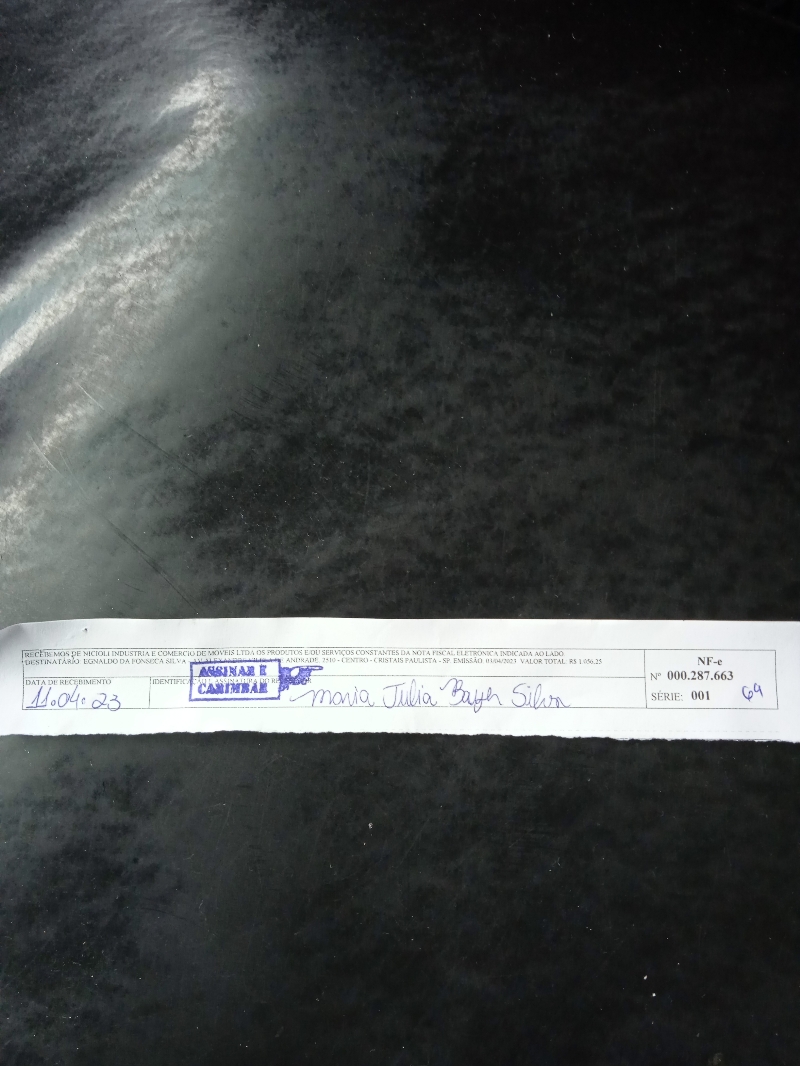 RECEBEMOS DE NICIOLI INDUSTRIA E COMERCIO DE MOVEIS LTDA OS PRODUTOS E/OU SERVIÇOS CONSTANTES DA NOTA FISCAL ELETRONICA INDICADA AO LADO
DESTINATÁRIO: EGNALDO DA FONSECA SILVA - ANDRADE, 2510 - CENTRO - CRISTAIS PAULISTA - SP EMISSÃO: 03/04/2023 VALOR TOTAL: R$ 1.056,25
ASSINAR E
CARIMBAR
DATA DE RECEBIMENTO
11.04.23
IDENTIFICAÇÃO E ASSINATURA DO
Maria Julia Silva
NF-e
Nº 000.287.663
SÉRIE: 001
69